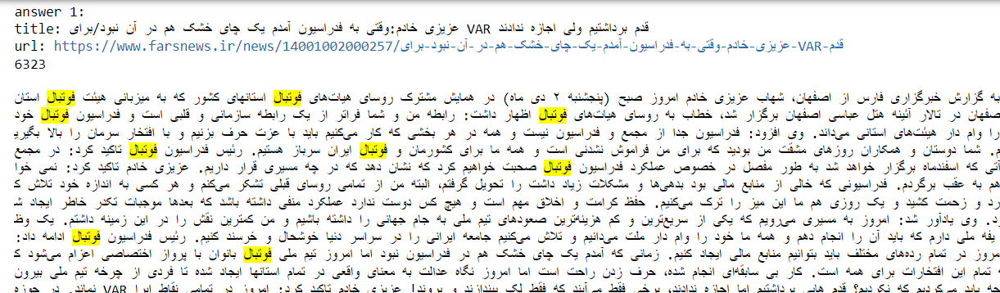 answer 1:
title: عزیزی خادم:وقتی به فدراسیون آمدم یک چای خشک هم در آن نبود/برای VAR قدم برداشتیم ولی اجازه ندادند
url: https://www.farsnews.ir/news/14001002000257/عزیزی-خادم-وقتی-به-فدراسیون-آمدم-یک-چای-خشک-هم-در-آن-نبود-برای-VAR-قدم
6323
به گزارش خبرگزاری فارس از اصفهان، شهاب عزیزی خادم امروز صبح (پنجشنبه ۲ دی ماه) در همایش مشترک روسای هیات‌های فوتبال استانهای کشور که به میزبانی هیئت فوتبال استان
صفهان در تالار آئینه هتل عباسی اصفهان برگزار شد، خطاب به روسای هیات‌های فوتبال اظهار داشت: رابطه من و شما فراتر از یک رابطه سازمانی و قلبی است و فدراسیون فوتبال خود
را وام دار هیئت‌های استانی می‌داند. وی افزود: فدراسیون جدا از مجمع و فدراسیون نیست و همه در هر بخشی که کار می‌کنیم باید با عزت حرف بزنیم و با افتخار سرمان را بالا بگیری
م. شما دوستان و همکاران روزهای مشقت من بودید که برای من فراموش نشدنی است و همه ما برای کشورمان و فوتبال ایران سرباز هستیم. رئیس فدراسیون فوتبال تاکید کرد: در مجمع
آتی که اسفندماه برگزار خواهد شد به طور مفصل در خصوص عملکرد فدراسیون فوتبال صحبت خواهیم کرد که نشان دهد که در چه مسیری قرار داریم. عزیزی خادم تاکید کرد: نمی خوا
هم به عقب برگردم. فدراسیونی که خالی از منابع مالی بود بدهی‌ها و مشکلات زیاد داشت را تحویل گرفتم، البته من از تمامی روسای قبلی تشکر می‌کنم و هر کسی به اندازه خود تلاش ک
رد و زحمت کشید و یک روزی هم ما این میز را ترک می‌کنیم. حفظ کرامت و اخلاق مهم است و هیچ کس دوست ندارد عملکرد منفی داشته باشد که بعدها موجبات تکدر خاطر ایجاد ش
ود. وی یادآور شد: امروز به مسیری می‌رویم که یکی از سریع‌ترین و کم هزینه‌ترین صعودهای تیم ملی به جام جهانی را داشته باشیم و من کمترین نقش را در این زمینه داشتم. یک وظ
یفه ملی دارم که باید آن را انجام دهم و همه ما خود را وام دار ملت می‌دانیم و تلاش می‌کنیم جامعه ایرانی را در سراسر دنیا خوشحال و خرسند کنیم. رئیس فدراسیون فوتبال ادامه داد:
مروز در تمام رده‌های مختلف باید بتوانیم منابع مالی ایجاد کنیم. زمانی که آمدم یک چای خشک هم در فدراسیون نبود اما امروز تیم ملی فوتبال بانوان با پرواز اختصاصی اعزام می‌شود ک
ه تمام این افتخارات برای همه است. کار بی سابقه‌ای انجام شده، حرف زدن راحت است اما امروز نگاه عدالت به معنای واقعی در تمام استانها ایجاد شده تا فردی از چرخه تیم ملی بیرون